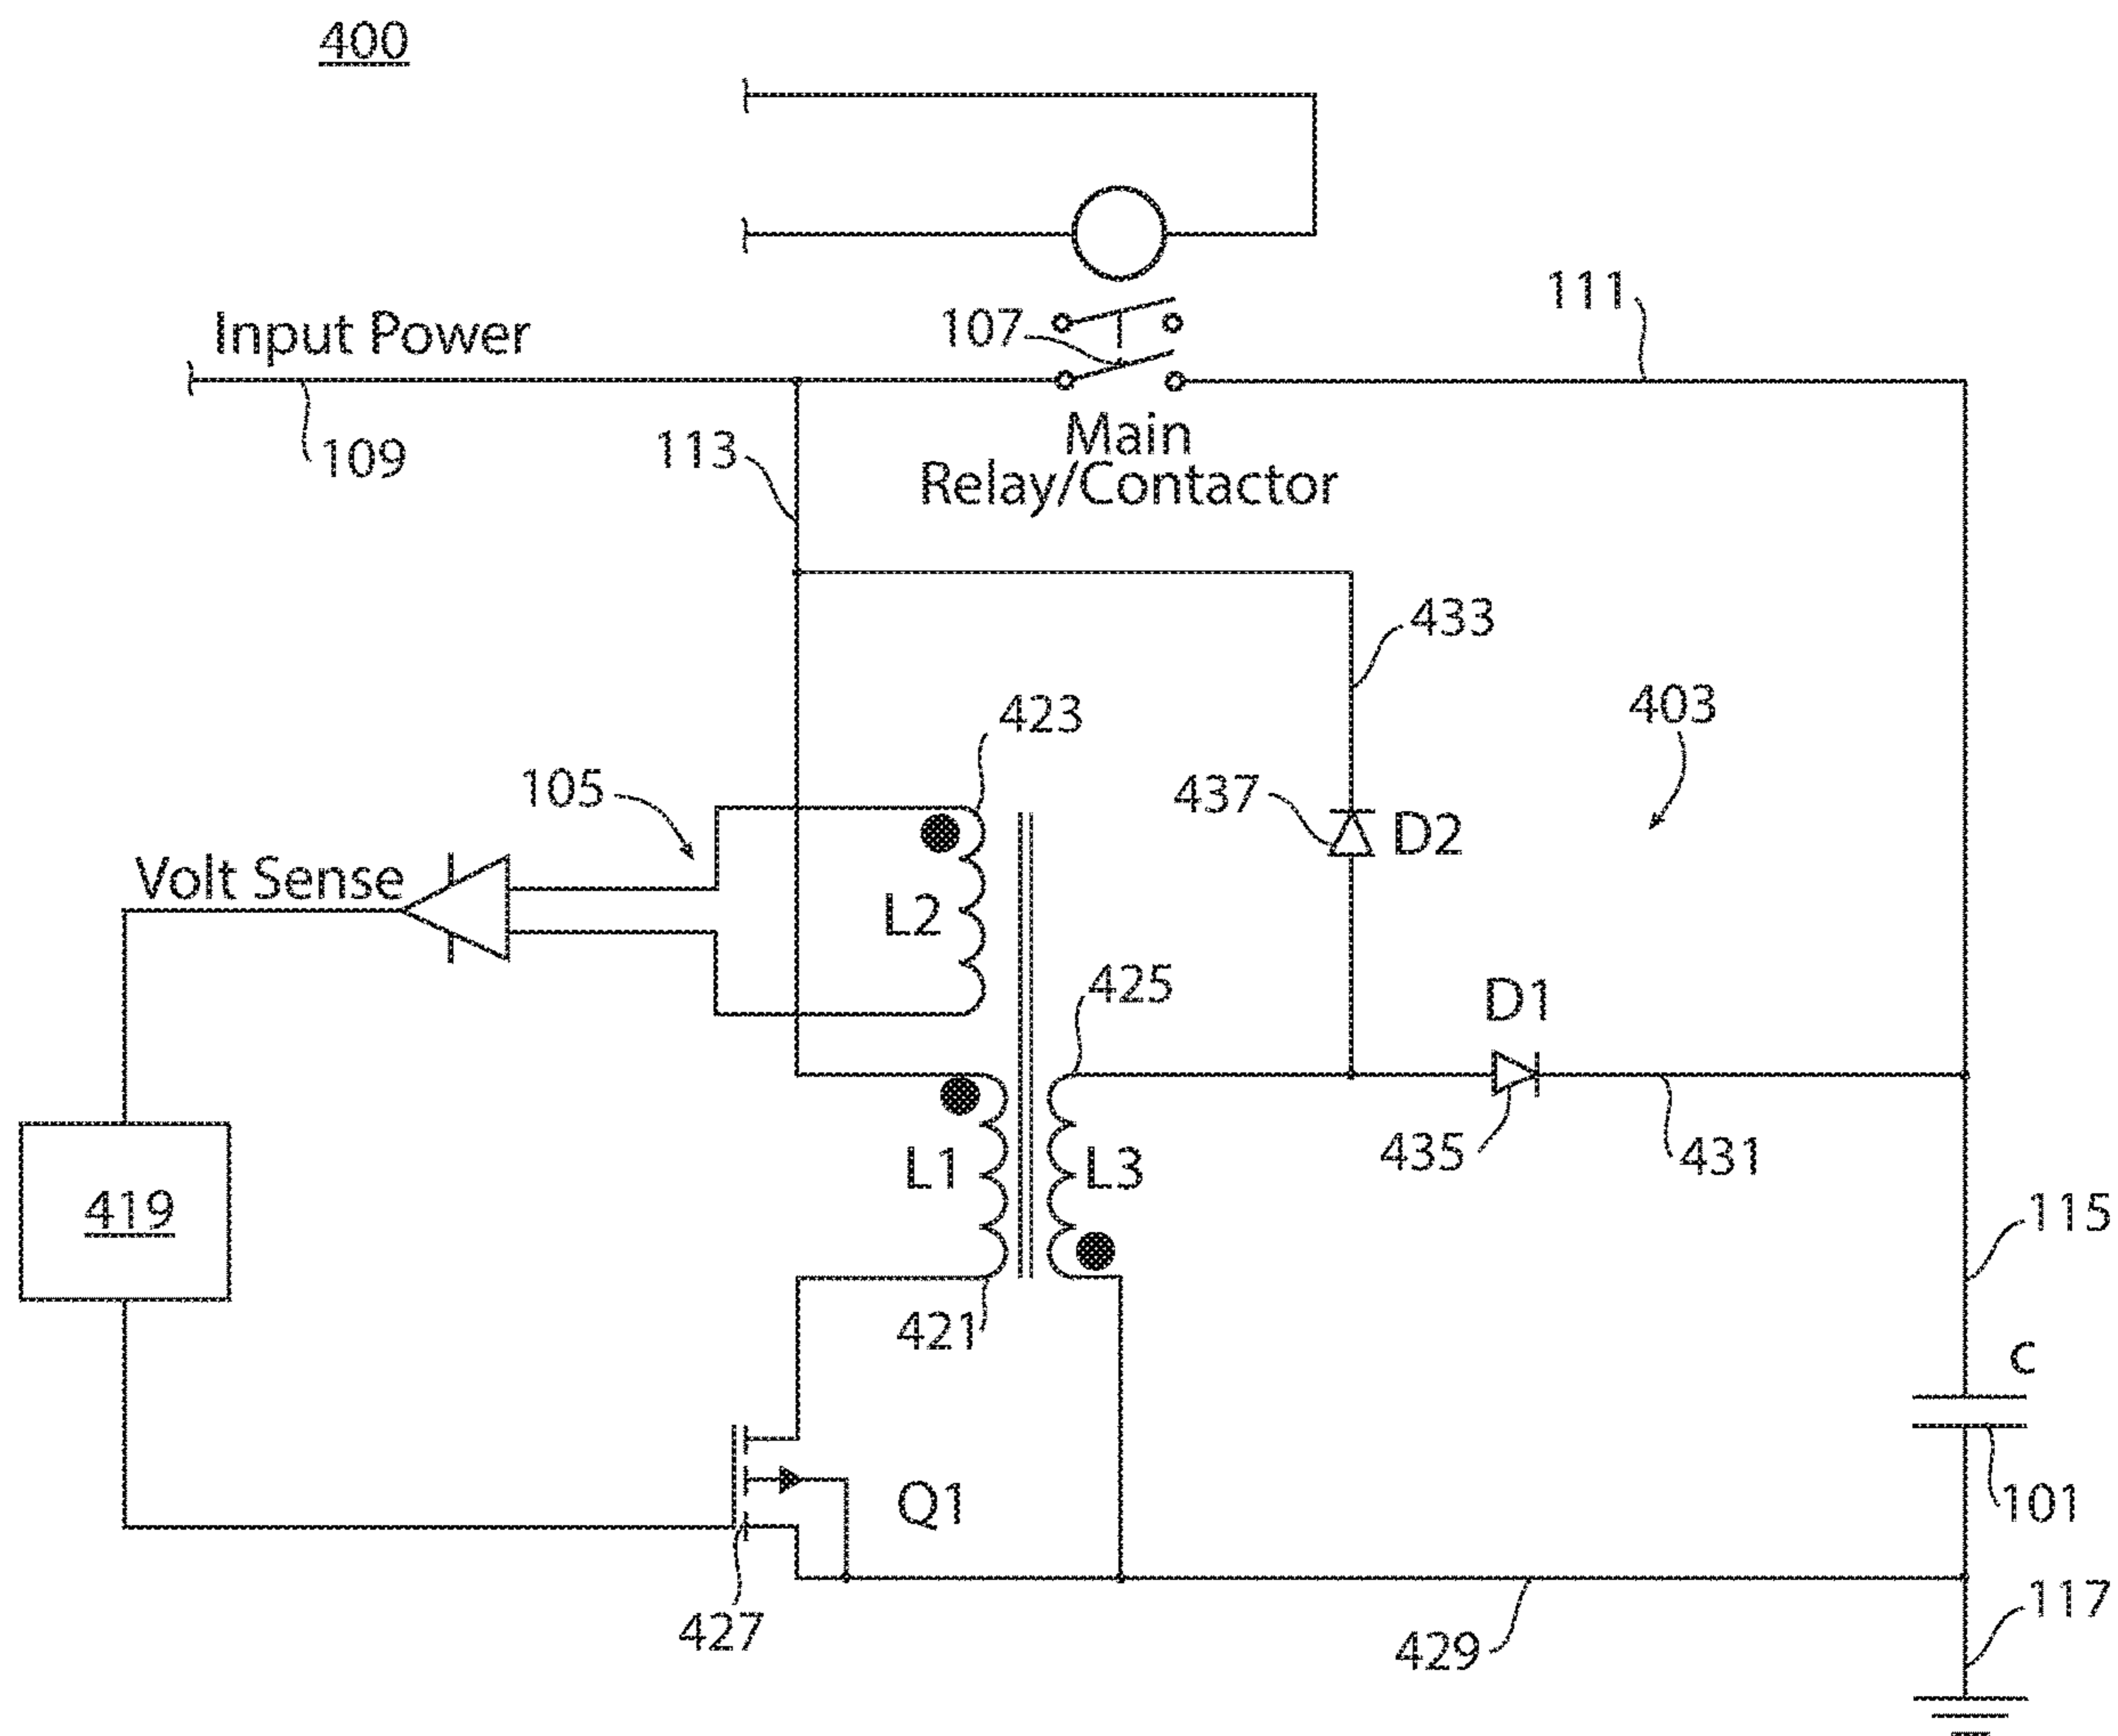 400
Input Power
107
111
109
113
Main
Relay/Contactor
433
423
403
105
437
D2
Volt Sense
L2
425
D1
435
431
L1
L3
419
115
421
C
Q1
101
427
429
117